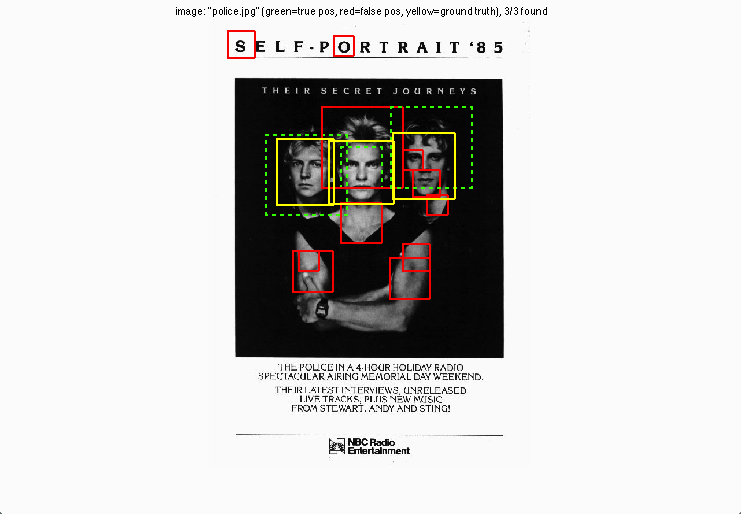 image: "police.jpg" (green=true pos, red=false pos, yellow=ground truth), 3/3 found
SELF-PORTRAIT '85
THEIR SECRET JOURNEYS
THE POLICE IN A 4-HOUR HOLIDAY RADIO
SPECTACULAR AIRING MEMORIAL DAY WEEKEND.
THEIR LATEST INTERVIEWS, UNRELEASED
LIVE TRACKS, PLUS NEW MUSIC
FROM STEWART, ANDY AND STING!
NBC Radio
Entertainment